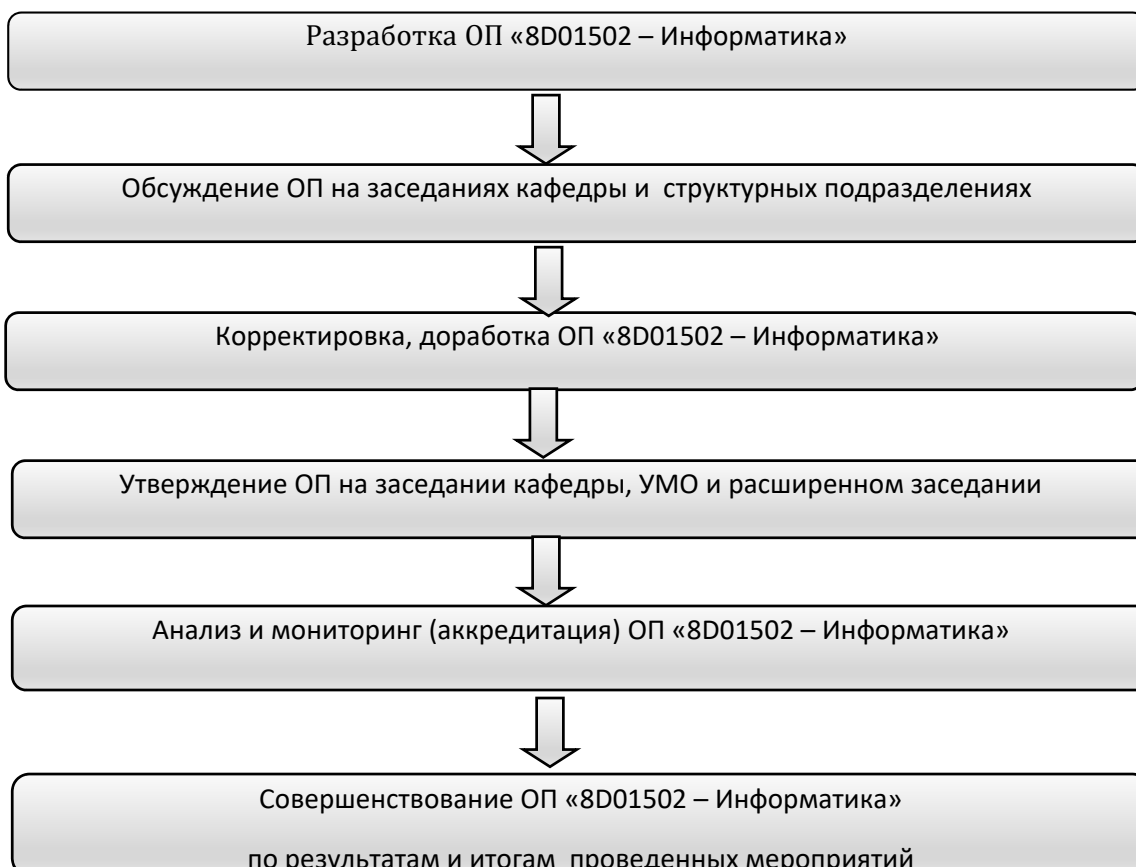 Разработка ОП «8D01502 – Информатика»
Обсуждение ОП на заседаниях кафедры и структурных подразделениях
Корректировка, доработка ОП «8D01502 – Информатика»
Утверждение ОП на заседании кафедры, УМО и расширенном заседании
Анализ и мониторинг (аккредитация) ОП «8D01502 – Информатика»
Совершенствование ОП «8D01502 – Информатика»
по результатам и итогам проведенных мероприятий